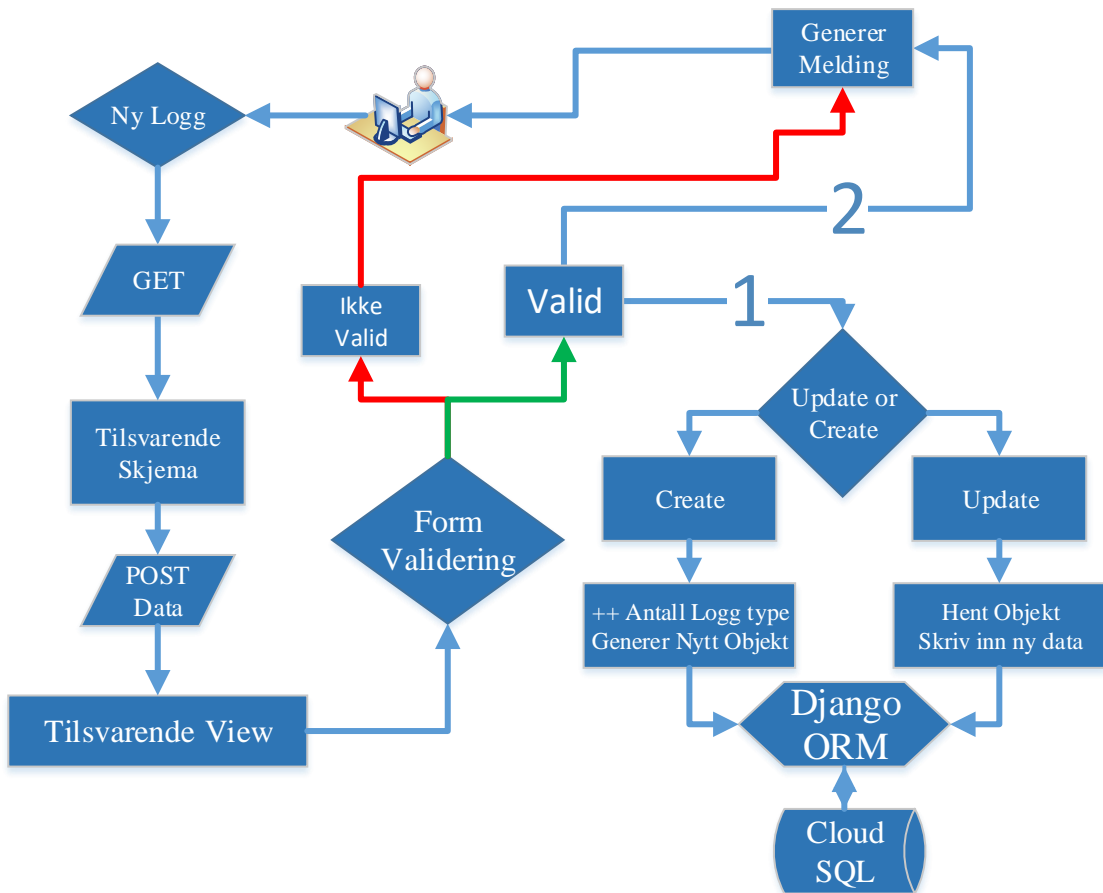 Generer
Melding
Ny Logg
2
GET
Ikke
Valid
Valid
1
Tilsvarende
Skjema
Update or
Create
Form
Validering
Create
Update
POST
Data
++ Antall Logg type
Generer Nytt Objekt
Hent Objekt
Skriv inn ny data
Tilsvarende View
Django
ORM
Cloud
SQL